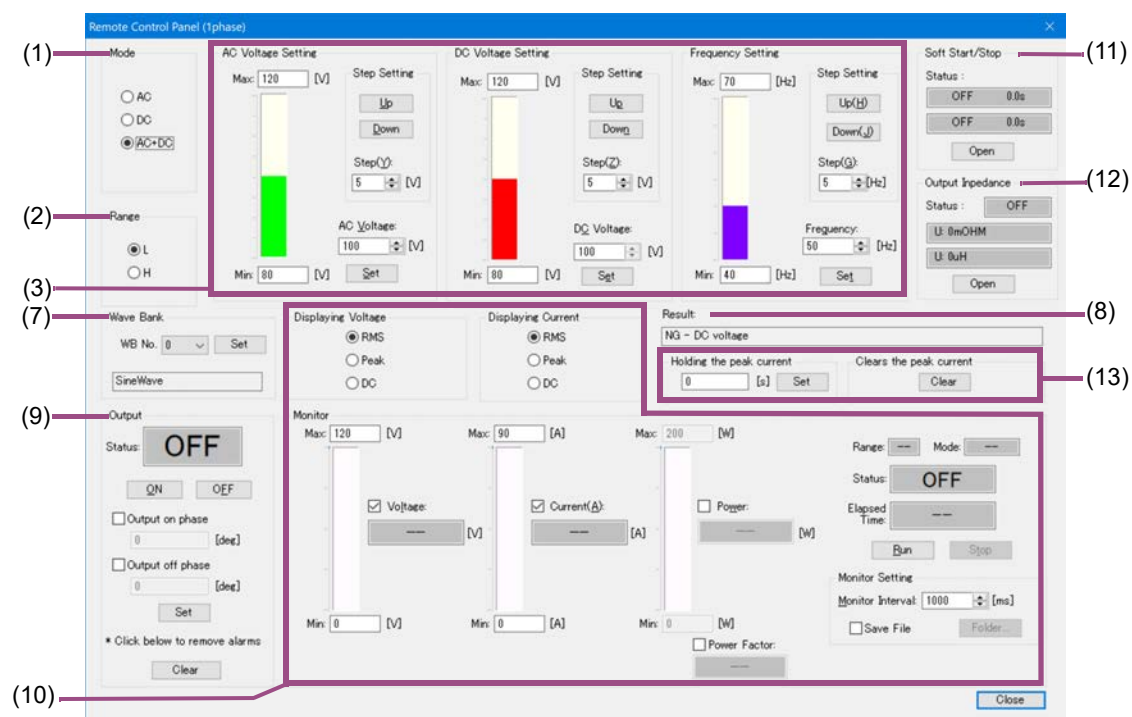 Remote Control Panel (1phase)
(1)
Mode
AC
DC
AC+DC
(2)
Range
L
H
(3)
AC Voltage Setting
Max: 120 [V]
Step Setting
Up
Down
Step(Y):
5 [V]
AC Voltage:
100 [V]
Min: 80 [V]
Set
DC Voltage Setting
Max: 120 [V]
Step Setting
Up
Down
Step(Z):
5 [V]
DC Voltage:
100 [V]
Min: 80 [V]
Set
Frequency Setting
Max: 70 [Hz]
Step Setting
Up(H)
Down(J)
Step(G):
5 [Hz]
Frequency:
50 [Hz]
Min: 40 [Hz]
Set
(11)
Soft Start/Stop
Status :
OFF 0.0s
OFF 0.0s
Open
(12)
Output Inpedance
Status : OFF
U: 0mOHM
U: 0uH
Open
(7)
Wave Bank
WB No. 0 Set
SineWave
Displaying Voltage
RMS
Peak
DC
Displaying Current
RMS
Peak
DC
(8)
Result:
NG - DC voltage
(13)
Holding the peak current
0 [s] Set
Clears the peak current
Clear
(9)
Output
Status: OFF
ON OFF
Output on phase
0 [deg]
Output off phase
0 [deg]
Set
* Click below to remove alarms
Clear
(10)
Monitor
Max: 120 [V]
Voltage:
-- [V]
Min: 0 [V]
Max: 90 [A]
Current(A):
-- [A]
Min: 0 [A]
Max: 200 [W]
Power:
-- [W]
Min: 0 [W]
Power Factor:
--
Range: -- Mode: --
Status: OFF
Elapsed
Time: --
Run Stop
Monitor Setting
Monitor Interval: 1000 [ms]
Save File Folder...
Close